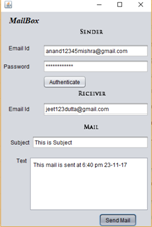 MailBox
SENDER
Email Id anand12345mishra@gmail.com
Password ************
Authenticate
RECEIVER
Email Id jeet123dutta@gmail.com
MAIL
Subject This is Subject
Text This mail is sent at 6:40 pm 23-11-17
Send Mail